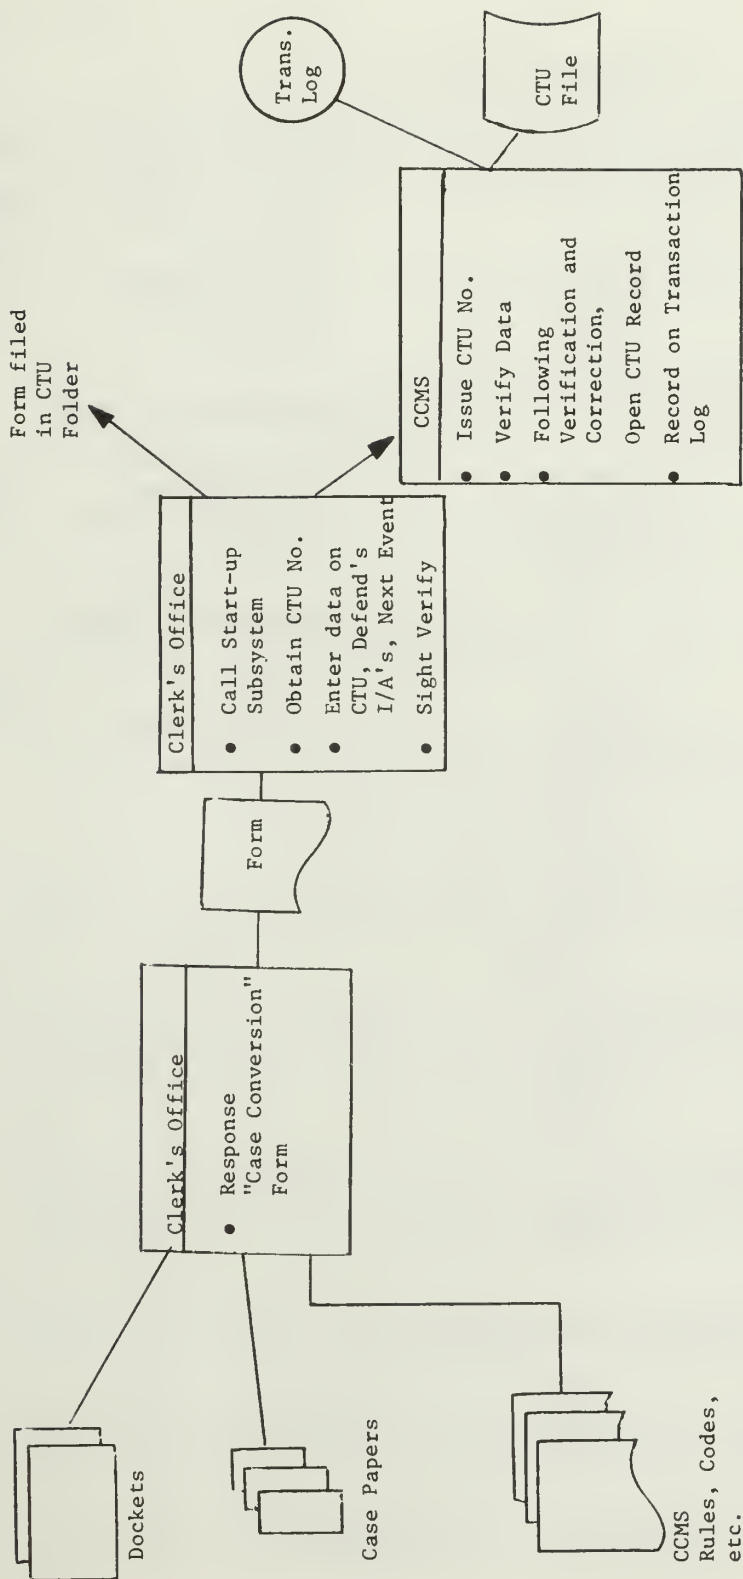 Dockets
Case Papers
CCMS
Rules, Codes,
etc.
Clerk's Office
● Response
"Case Conversion"
Form
Form
Clerk's Office
● Call Start-up
Subsystem
● Obtain CTU No.
● Enter data on
CTU, Defend's
I/A's, Next Event
● Sight Verify
Form filed
in CTU
Folder
CCMS
● Issue CTU No.
● Verify Data
● Following
Verification and
Correction,
Open CTU Record
● Record on Transaction
Log
Trans.
Log
CTU
File